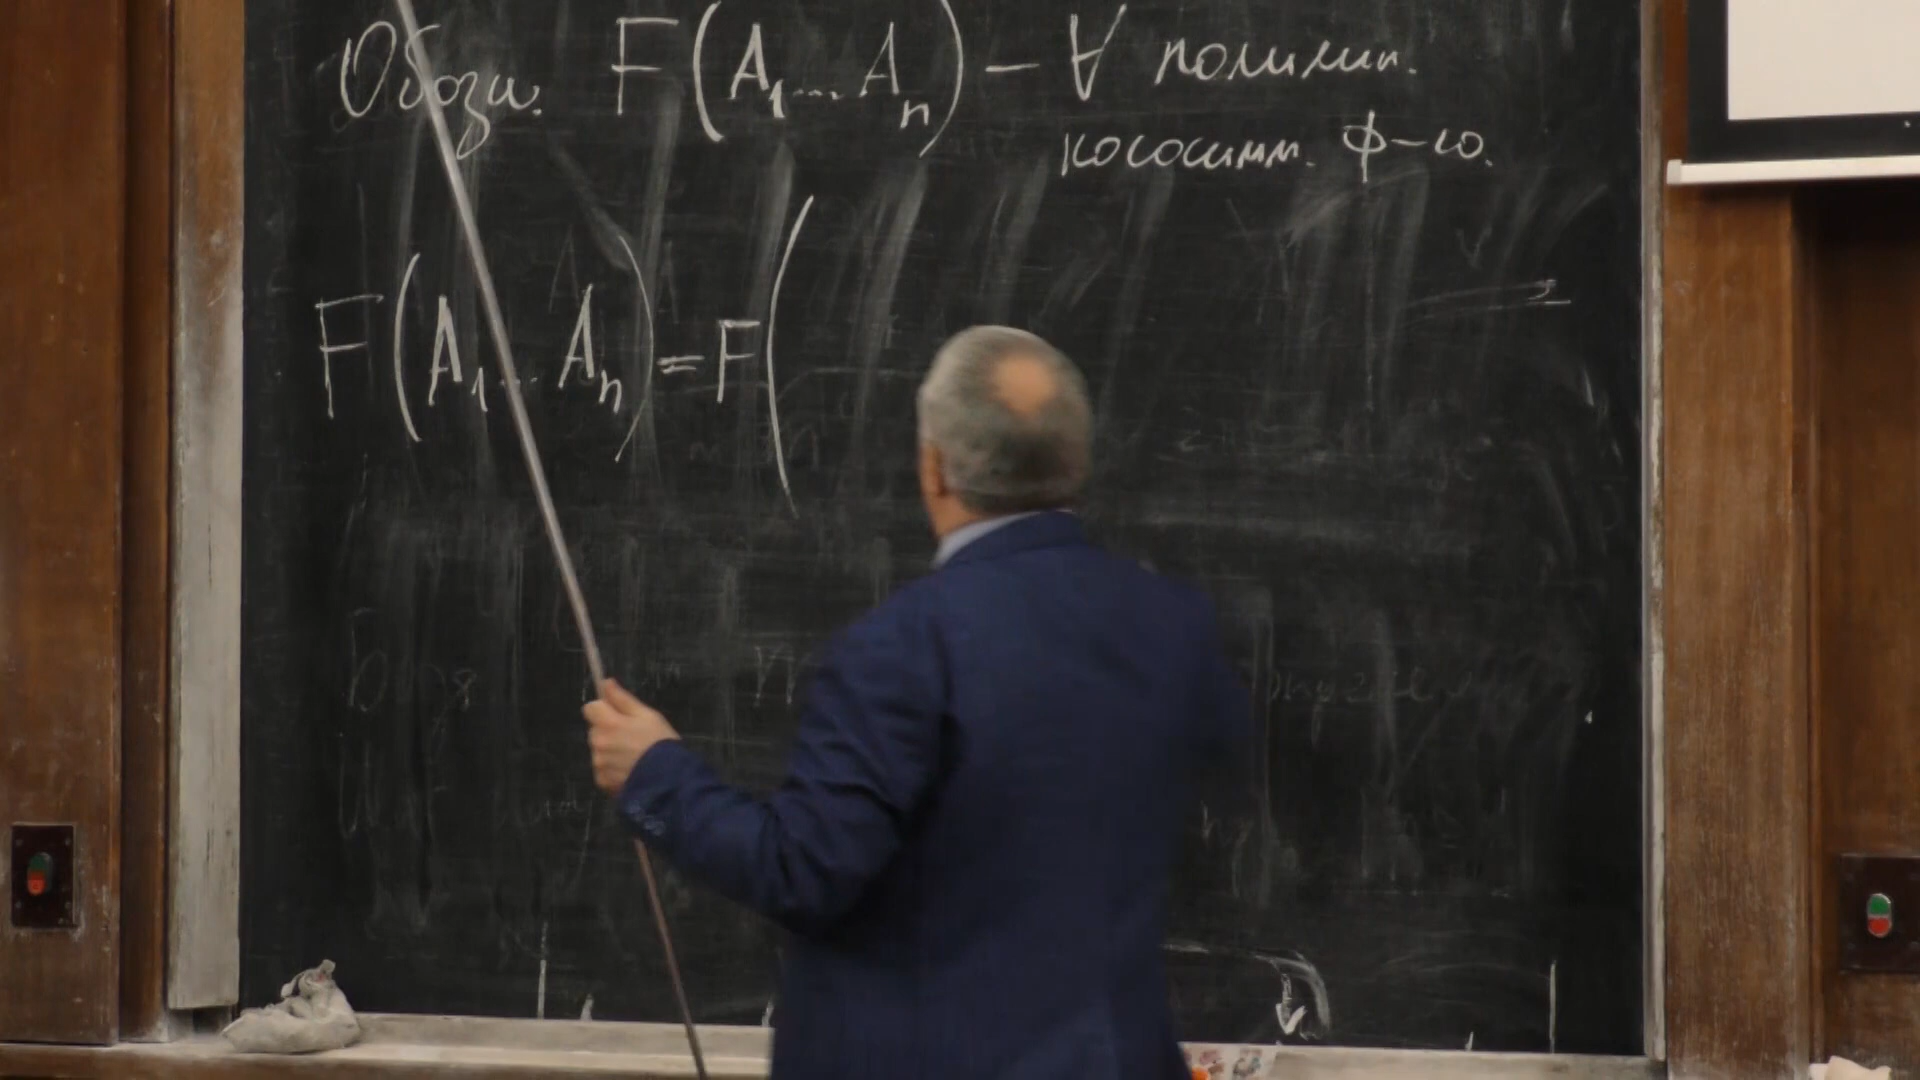 Обозн. F(A₁...Aₙ) – ∀ полилин.
кососимм. ф–ю.
F(A₁...Aₙ)=F(